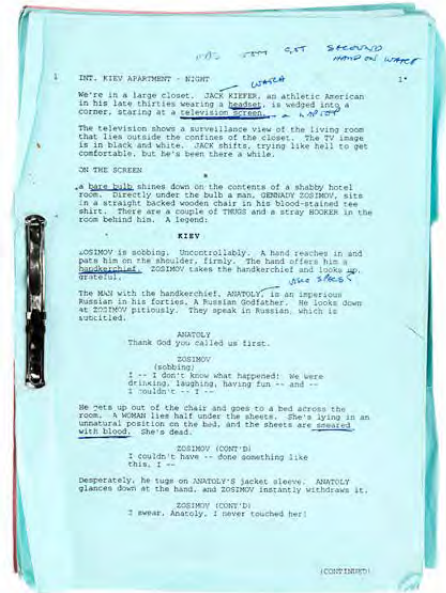 GET SECOND
HAND ON WATCH
1 INT. KIEV APARTMENT - NIGHT 1*
WATCH
We're in a large closet. JACK KIEFER, an athletic American
in his late thirties wearing a headset, is wedged into a
corner, staring at a television screen.
The television shows a surveillance view of the living room
that lies outside the confines of the closet. The TV image
is in black and white. JACK shifts, trying like hell to get
comfortable, but he's been there a while.
ON THE SCREEN
a bare bulb shines down on the contents of a shabby hotel
room. Directly under the bulb a man, GENNADY ZOSIMOV, sits
in a straight backed wooden chair in his blood-stained tee
shirt. There are a couple of THUGS and a stray HOOKER in the
room behind him. A legend:
KIEV
ZOSIMOV is sobbing. Uncontrollably. A hand reaches in and
pats him on the shoulder, firmly. The hand offers him a
handkerchief. ZOSIMOV takes the handkerchief and looks up,
grateful.
The MAN with the handkerchief, ANATOLY, is an imperious
Russian in his forties, A Russian Godfather. He looks down
at ZOSIMOV pitiously. They speak in Russian, which is
subtitled.
ANATOLY
Thank God you called us first.
ZOSIMOV
(sobbing)
I -- I don't know what happened! We were
drinking, laughing, having fun -- and --
I couldn't -- I --
He gets up out of the chair and goes to a bed across the
room. A WOMAN lies half under the sheets. She's lying in an
unnatural position on the bed, and the sheets are smeared
with blood. She's dead.
ZOSIMOV (CONT'D)
I couldn't have -- done something like
this, I --
Desperately, he tugs on ANATOLY'S jacket sleeve. ANATOLY
glances down at the hand, and ZOSIMOV instantly withdraws it.
ZOSIMOV (CONT'D)
I swear, Anatoly, I never touched her!
(CONTINUED)